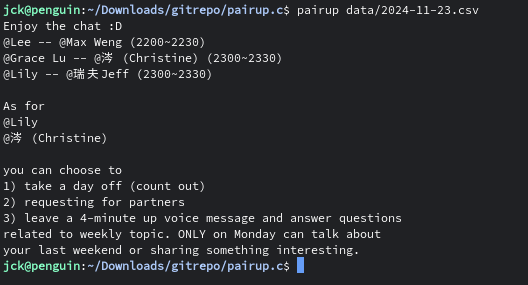 jck@penguin:~/Downloads/gitrepo/pairup.c$ pairup data/2024-11-23.csv
Enjoy the chat :D
@Lee -- @Max Weng (2200~2230)
@Grace Lu -- @涔 (Christine) (2300~2330)
@Lily -- @瑞夫Jeff (2300~2330)

As for
@Lily
@涔 (Christine)

you can choose to
1) take a day off (count out)
2) requesting for partners
3) leave a 4-minute up voice message and answer questions
related to weekly topic. ONLY on Monday can talk about
your last weekend or sharing something interesting.
jck@penguin:~/Downloads/gitrepo/pairup.c$